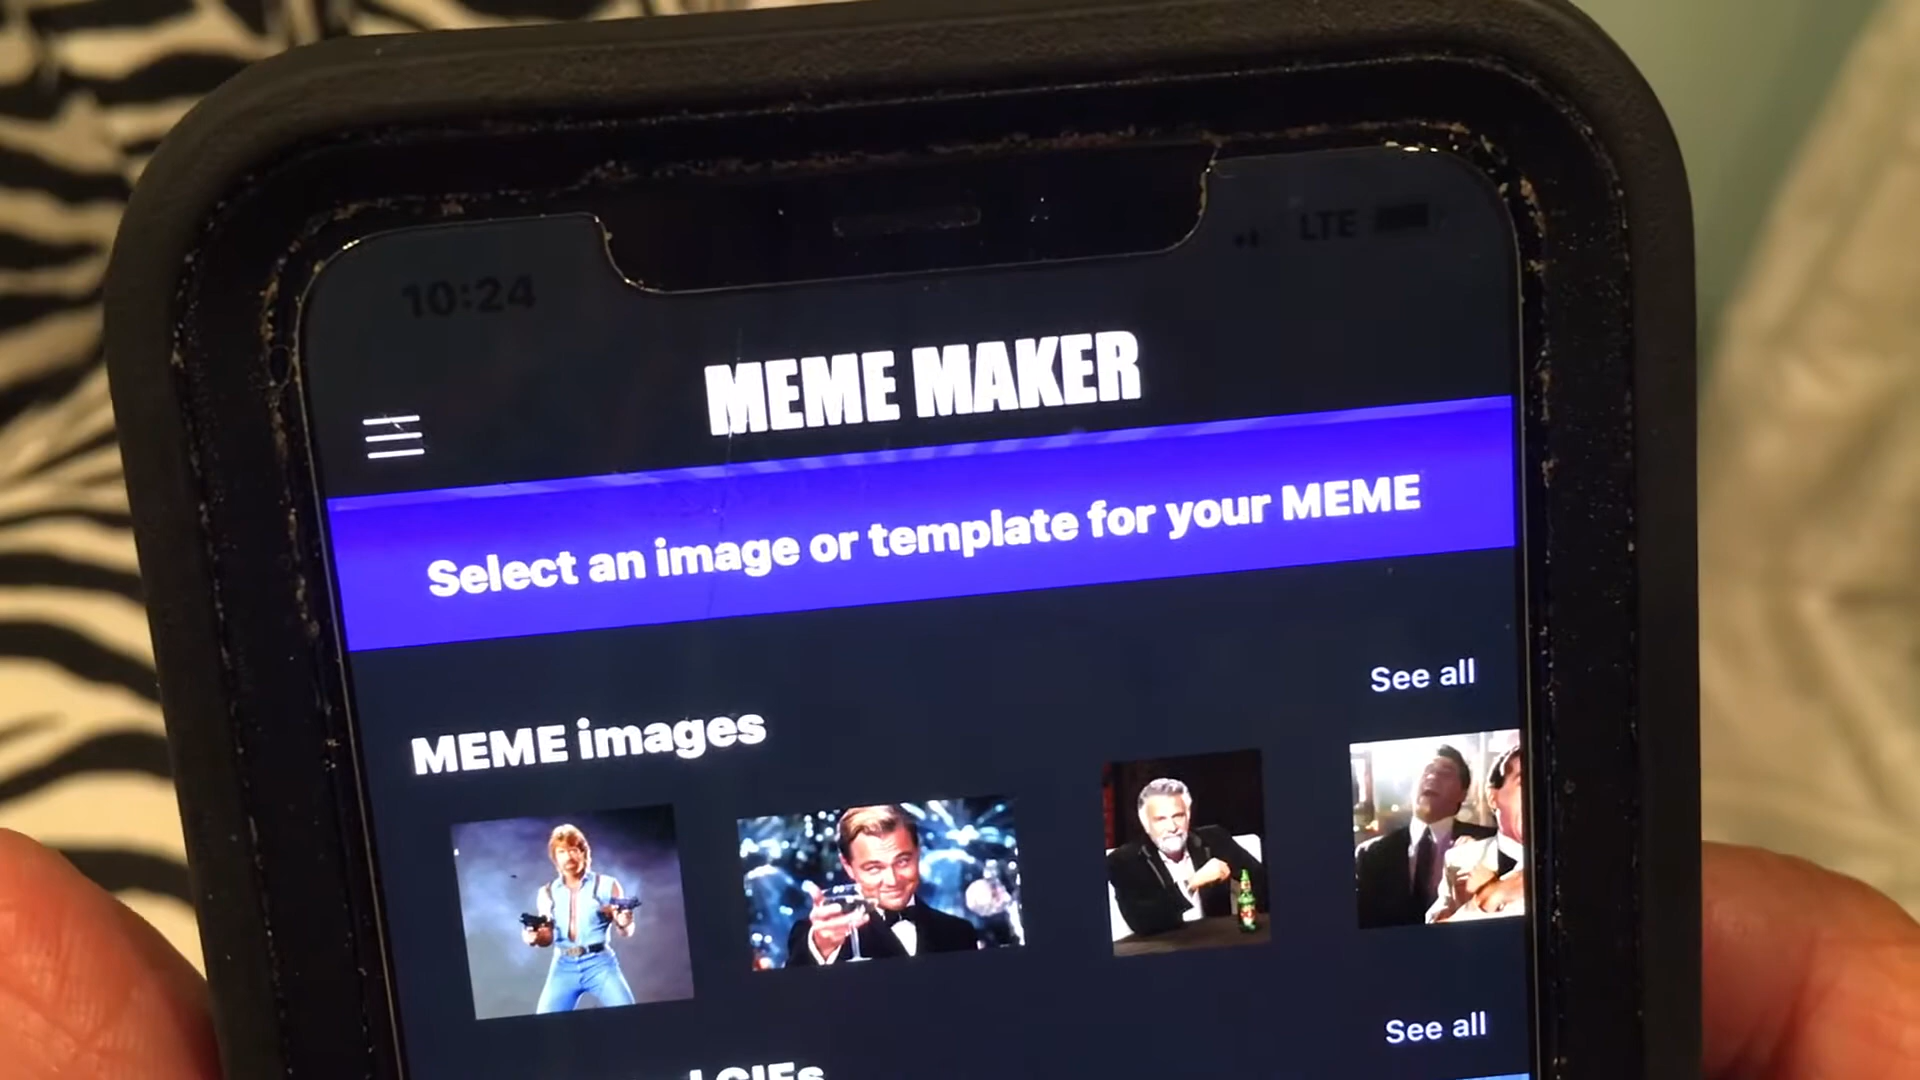 10:24
LTE
MEME MAKER
Select an image or template for your MEME
See all
MEME images
See all
GIFs